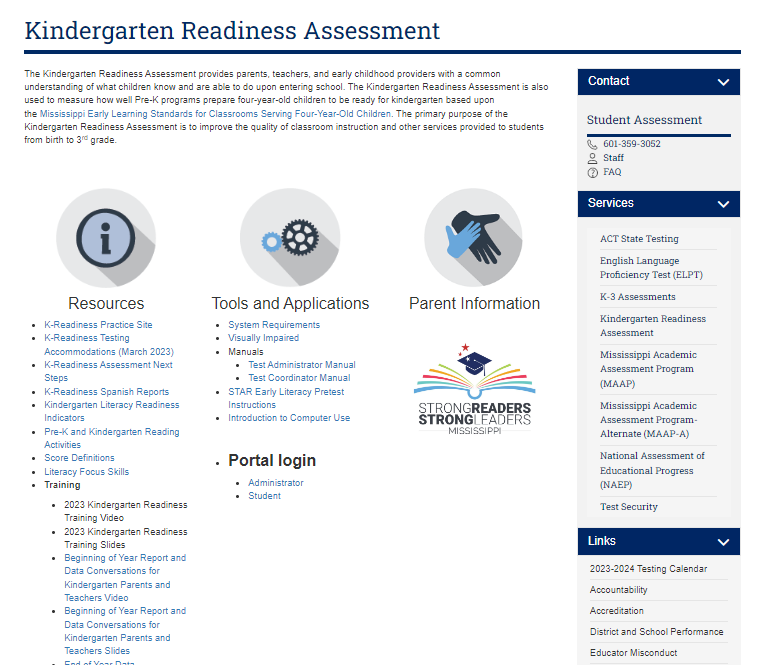 Kindergarten Readiness Assessment
The Kindergarten Readiness Assessment provides parents, teachers, and early childhood providers with a common
understanding of what children know and are able to do upon entering school. The Kindergarten Readiness Assessment is also
used to measure how well Pre-K programs prepare four-year-old children to be ready for kindergarten based upon
the Mississippi Early Learning Standards for Classrooms Serving Four-Year-Old Children. The primary purpose of the
Kindergarten Readiness Assessment is to improve the quality of classroom instruction and other services provided to students
from birth to 3rd grade.
Resources
K-Readiness Practice Site
K-Readiness Testing
Accommodations (March 2023)
K-Readiness Assessment Next
Steps
K-Readiness Spanish Reports
Kindergarten Literacy Readiness
Indicators
Pre-K and Kindergarten Reading
Activities
Score Definitions
Literacy Focus Skills
Training
2023 Kindergarten Readiness
Training Video
2023 Kindergarten Readiness
Training Slides
Beginning of Year Report and
Data Conversations for
Kindergarten Parents and
Teachers Video
Beginning of Year Report and
Data Conversations for
Kindergarten Parents and
Teachers Slides
End of Year Data
Tools and Applications
System Requirements
Visually Impaired
Manuals
Test Administrator Manual
Test Coordinator Manual
STAR Early Literacy Pretest
Instructions
Introduction to Computer Use
Portal login
Administrator
Student
Parent Information
STRONGREADERS
STRONGLEADERS
MISSISSIPPI
Contact
Student Assessment
601-359-3052
Staff
FAQ
Services
ACT State Testing
English Language
Proficiency Test (ELPT)
K-3 Assessments
Kindergarten Readiness
Assessment
Mississippi Academic
Assessment Program
(MAAP)
Mississippi Academic
Assessment Program-
Alternate (MAAP-A)
National Assessment of
Educational Progress
(NAEP)
Test Security
Links
2023-2024 Testing Calendar
Accountability
Accreditation
District and School Performance
Educator Misconduct